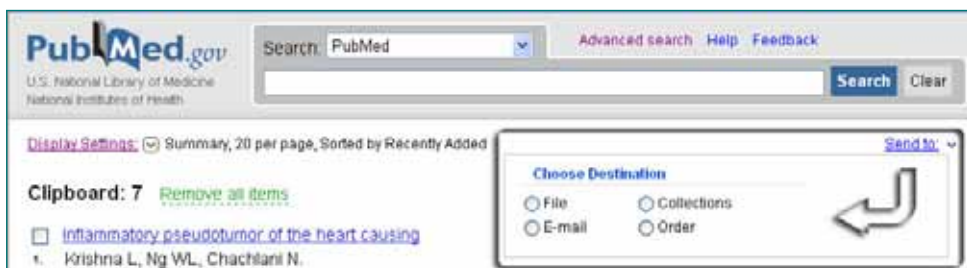 PubMed.gov
U.S. National Library of Medicine
National Institutes of Health
Search: PubMed
Advanced search Help Feedback
Search Clear
Display Settings: Summary, 20 per page, Sorted by Recently Added
Send to:
Choose Destination
File Collections
E-mail Order
Clipboard: 7 Remove all items
Inflammatory pseudotumor of the heart causing
1. Krishna L, Ng WL, Chachlani N.